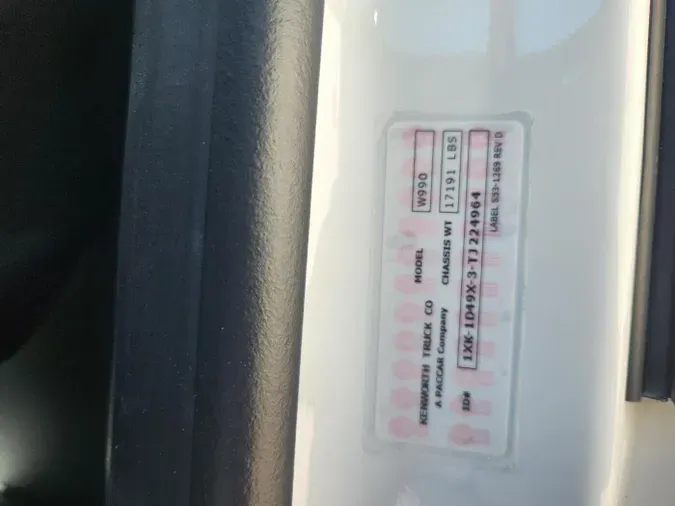 KENWORTH TRUCK CO MODEL W990
A PACCAR Company CHASSIS WT 17191 LBS
ID# 1XK-1D49X-3-TJ224964
LABEL S33-1269 REV D